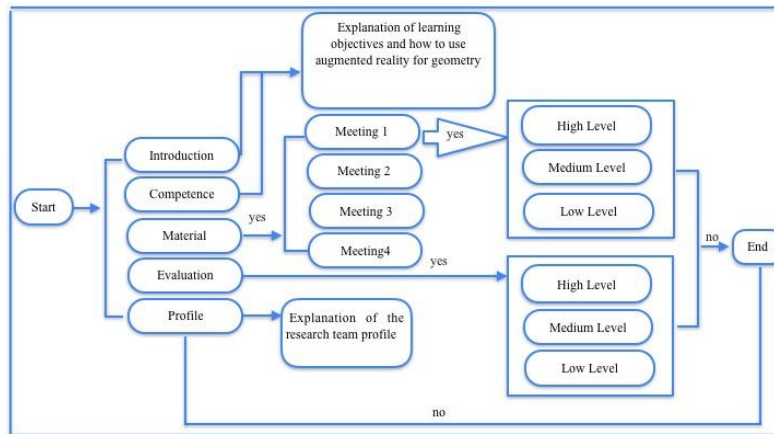 Explanation of learning
objectives and how to use
augmented reality for geometry
Introduction
Competence
Start
yes
Material
Evaluation
Profile
Meeting 1
Meeting 2
Meeting 3
Meeting4
yes
yes
High Level
Medium Level
Low Level
High Level
Medium Level
Low Level
Explanation of the
research team profile
no
End
no